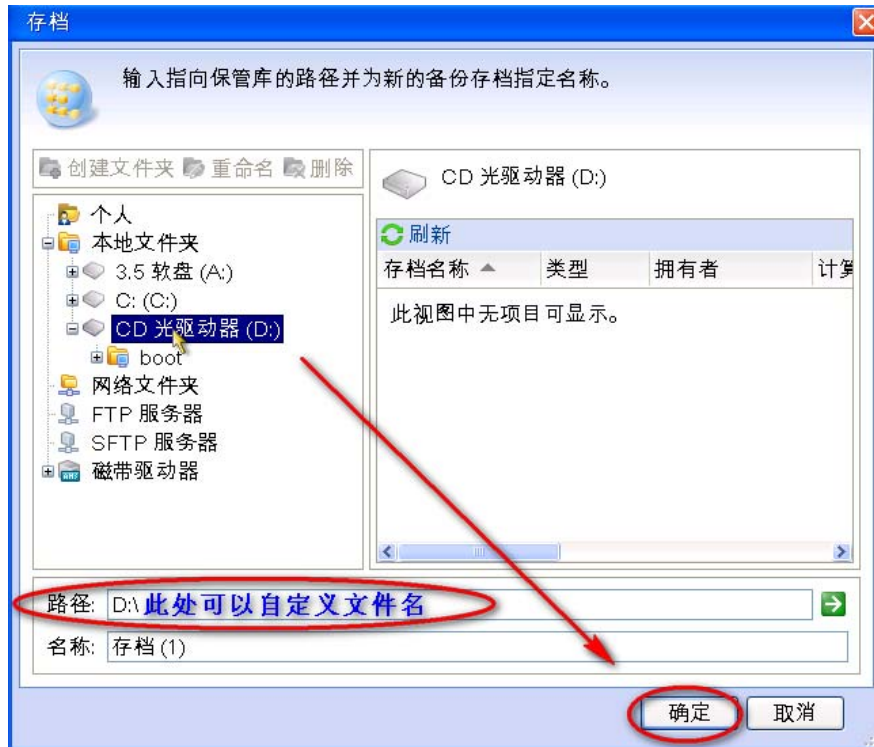 存档
输入指向保管库的路径并为新的备份存档指定名称。
创建文件夹 重命名 删除
CD 光驱动器 (D:)
个人
本地文件夹
3.5 软盘 (A:)
C: (C:)
CD 光驱动器 (D:)
boot
网络文件夹
FTP 服务器
SFTP 服务器
磁带驱动器
刷新
存档名称 类型 拥有者 计算
此视图中无项目可显示。
路径: D:\ 此处可以自定义文件名
名称: 存档 (1)
确定 取消